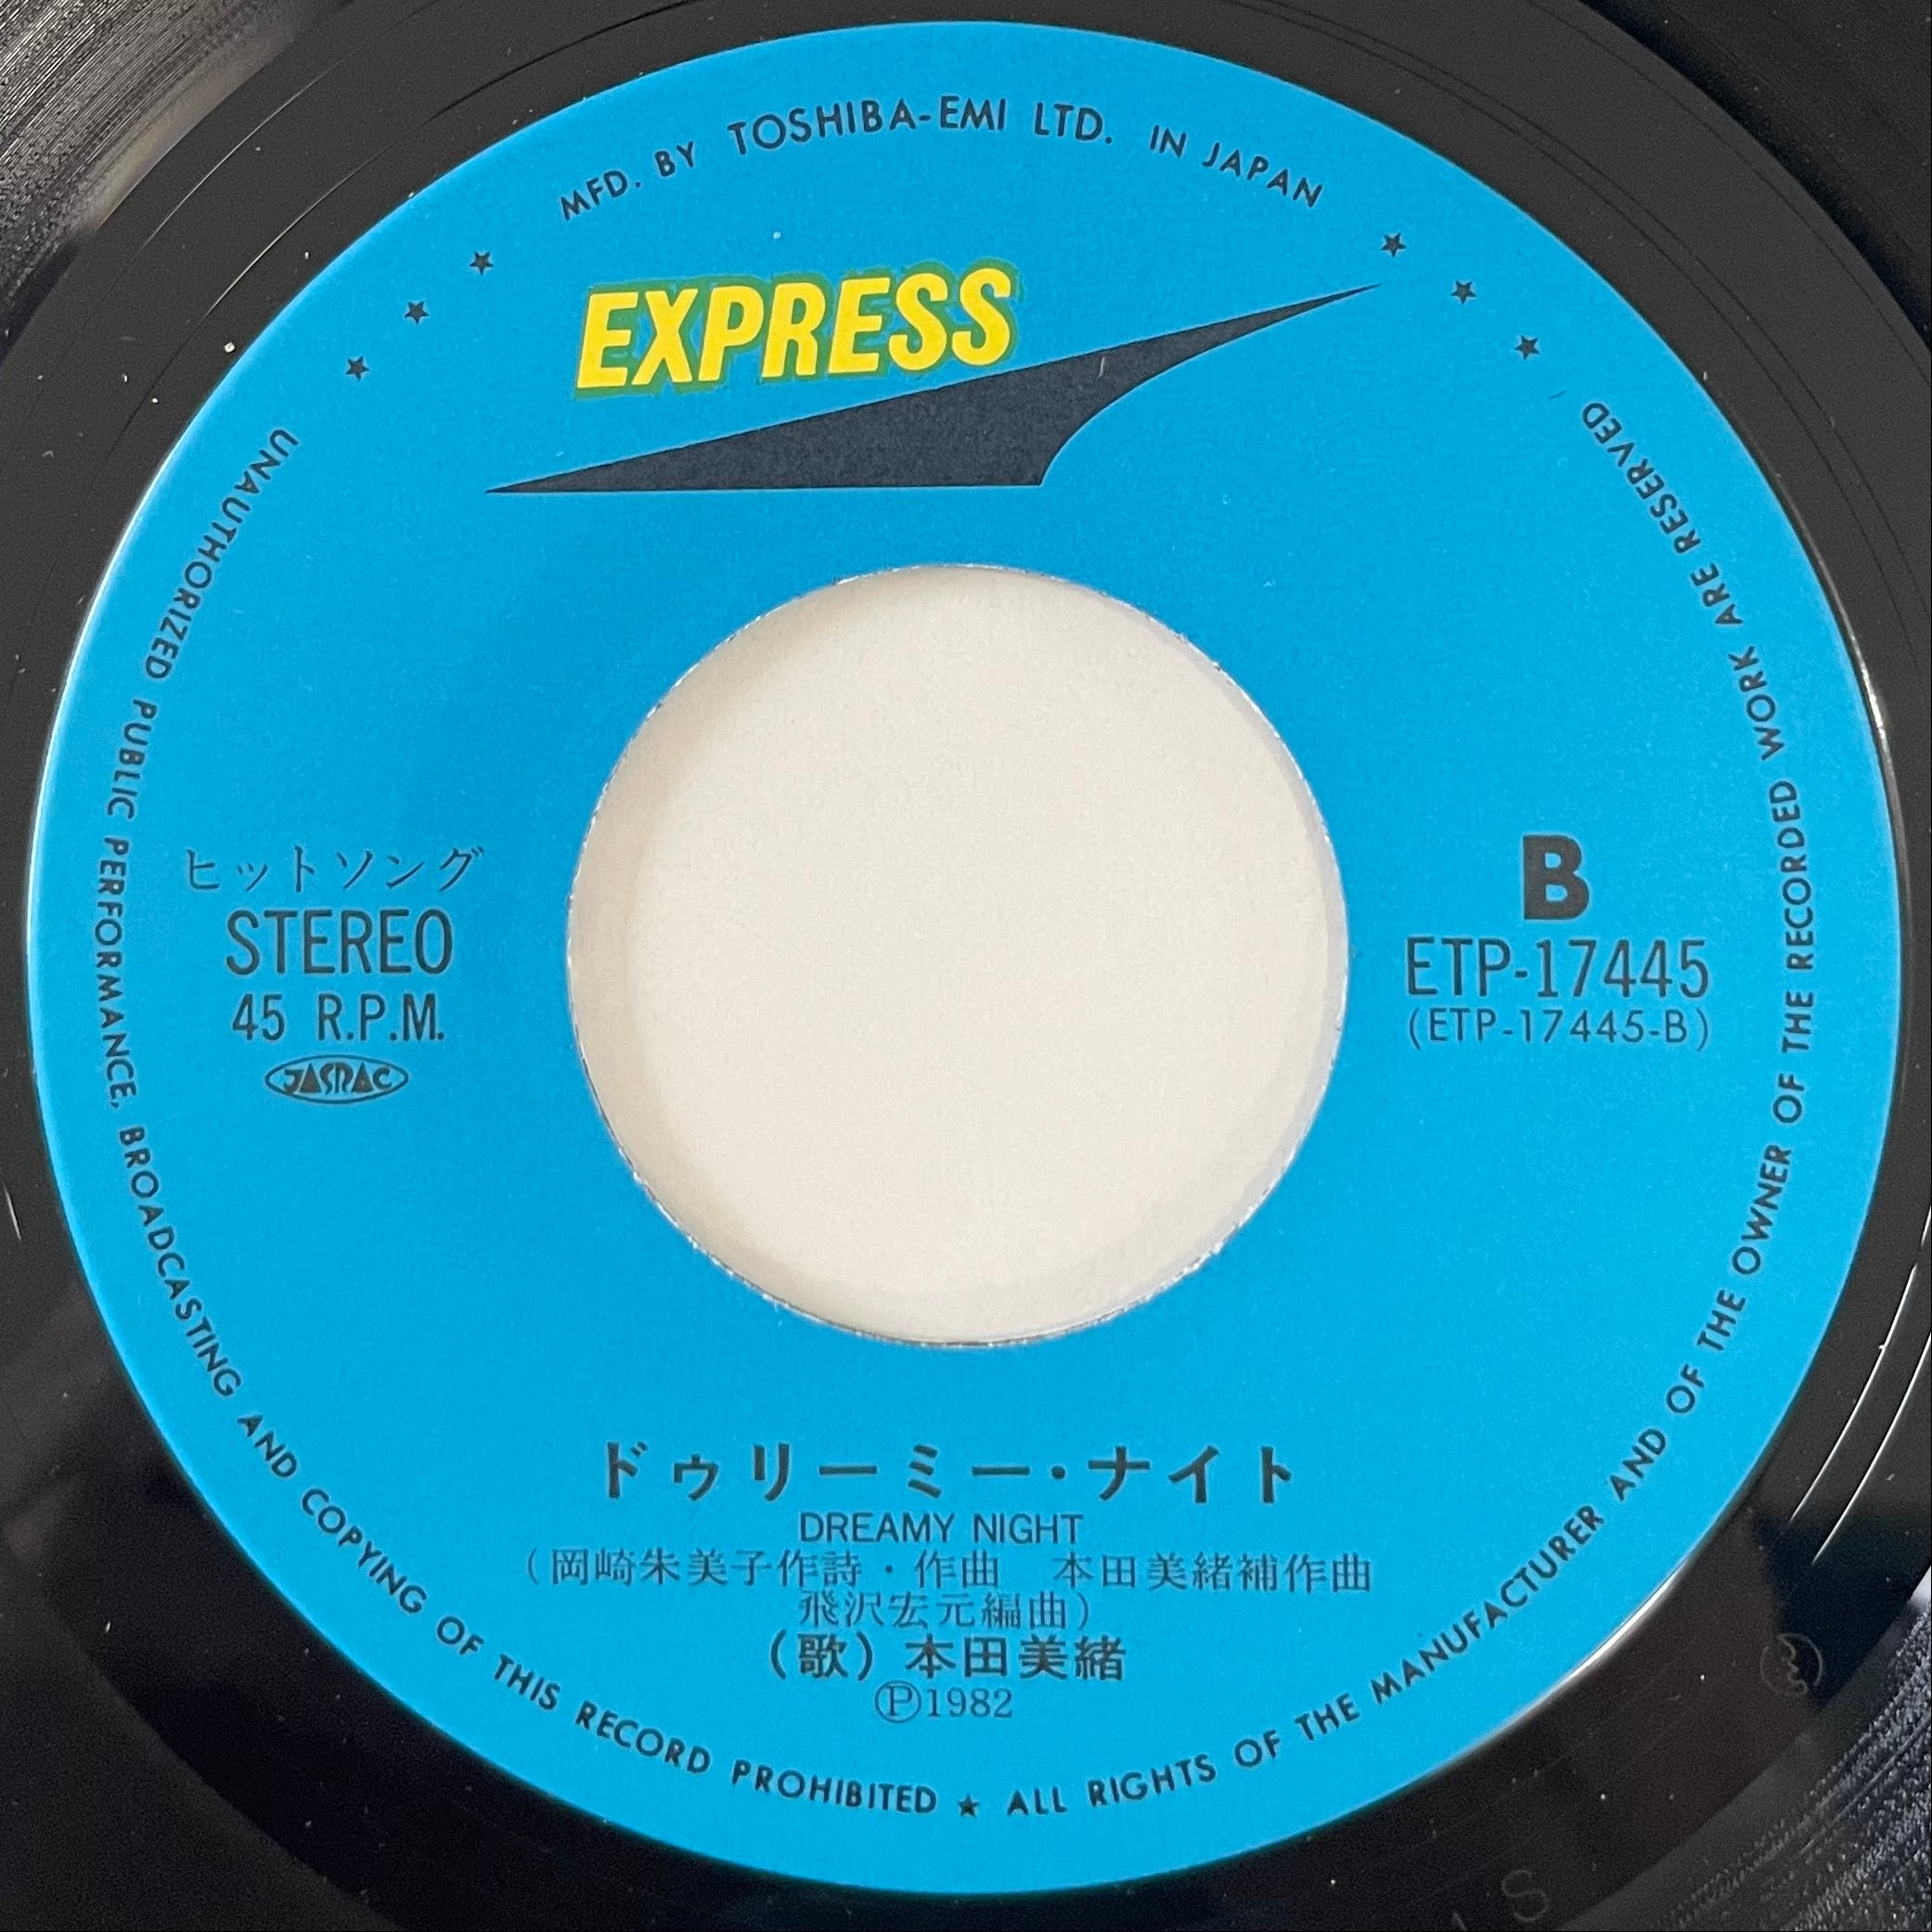 MFD. BY TOSHIBA-EMI LTD. IN JAPAN
EXPRESS
ヒットソング
STEREO
45 R.P.M.
JASRAC
B
ETP-17445
(ETP-17445-B)
ドゥリーミー・ナイト
DREAMY NIGHT
(岡崎朱美子作詩・作曲 本田美緒補作曲
飛沢宏元編曲)
(歌)本田美緒
Ⓟ1982
UNAUTHORIZED PUBLIC PERFORMANCE, BROADCASTING AND COPYING OF THIS RECORD PROHIBITED ★ ALL RIGHTS OF THE MANUFACTURER AND OF THE OWNER OF THE RECORDED WORK ARE RESERVED
1 S